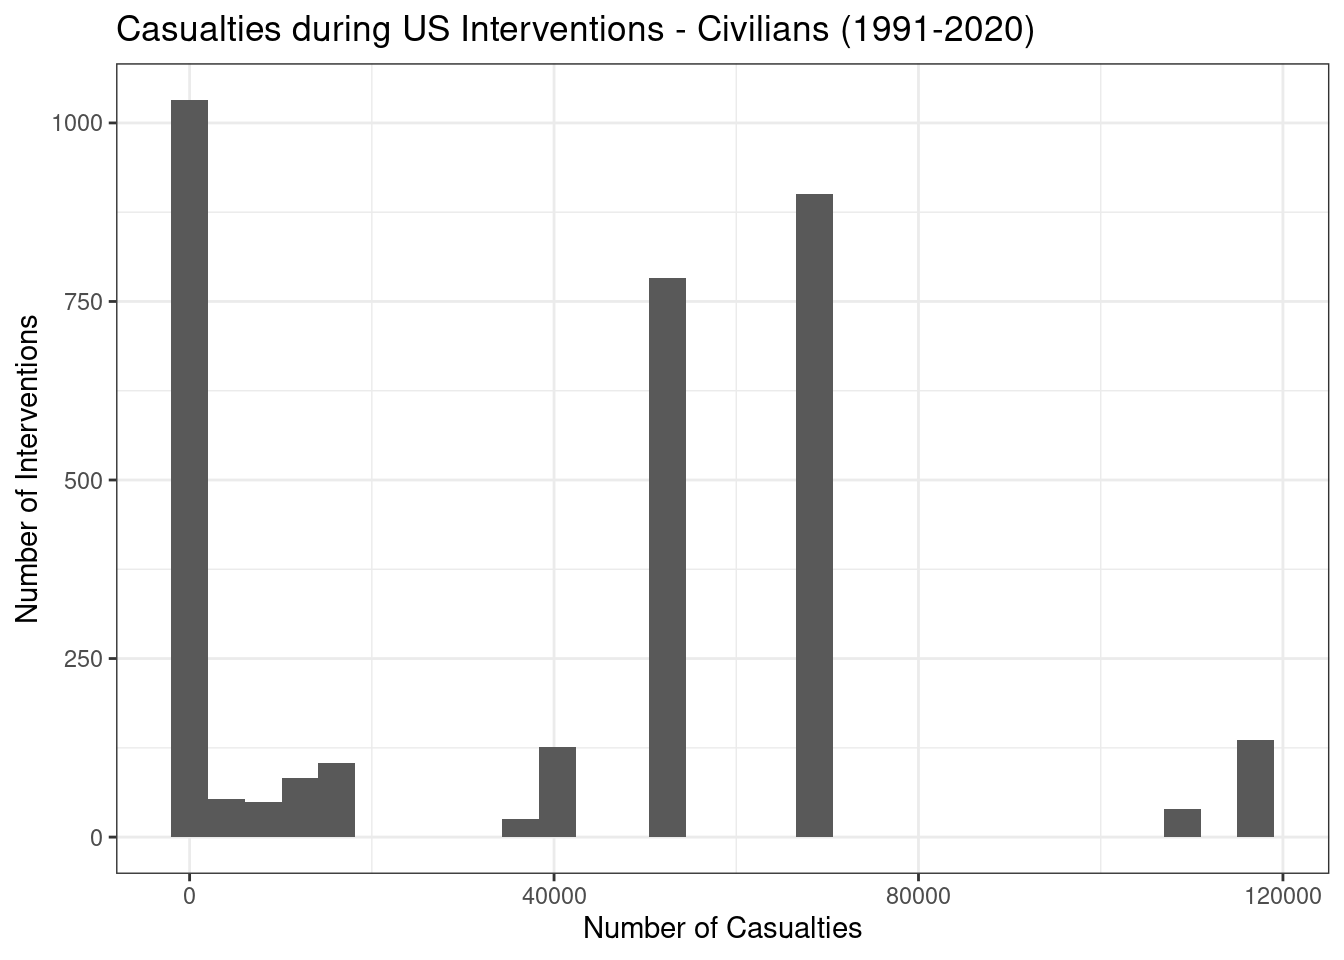 Casualties during US Interventions - Civilians (1991-2020)
1000
750
500
250
0
Number of Interventions
0 40000 80000 120000
Number of Casualties